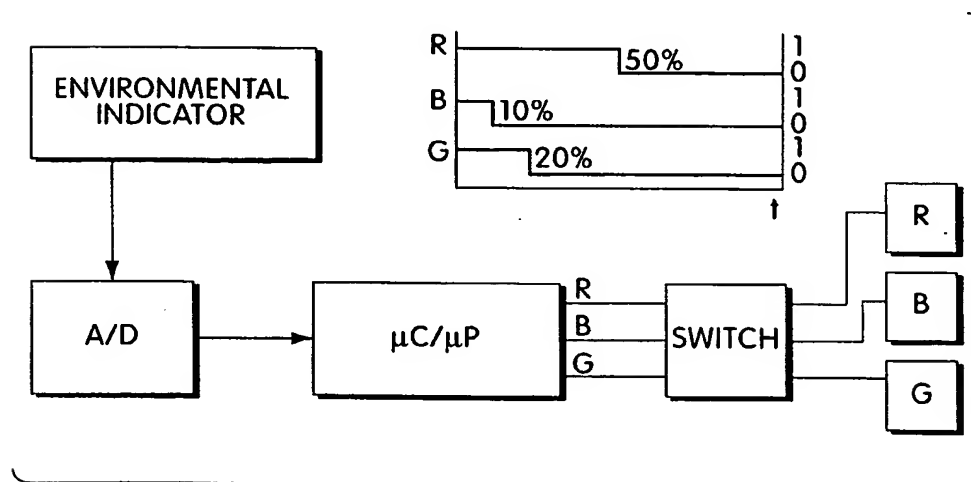 ENVIRONMENTAL
INDICATOR
R
50%
1
0
B
10%
1
0
G
20%
1
0
t
A/D
μC/μP
R
B
G
SWITCH
R
B
G